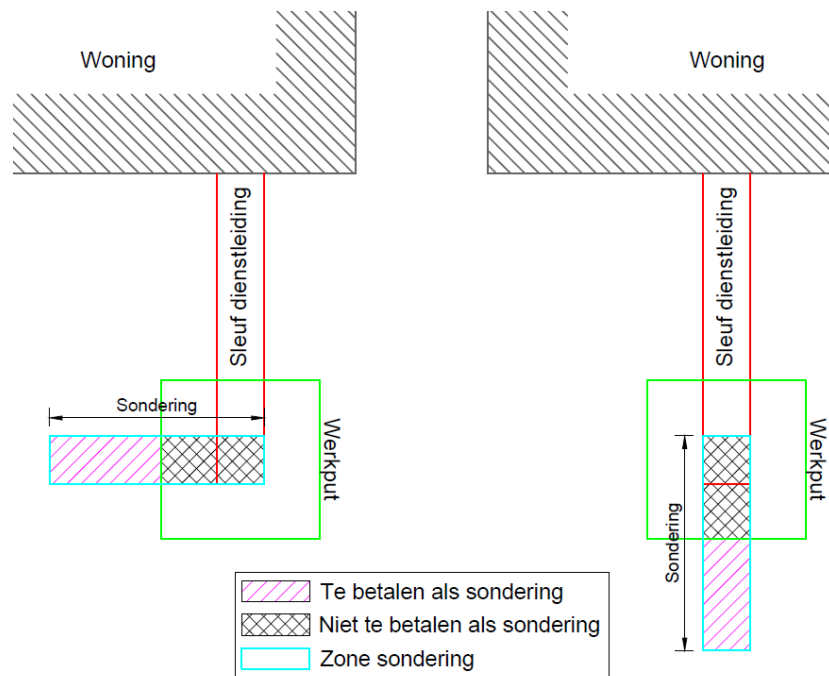 Woning
Sleuf dienstleiding
Sondering
Werkput
Woning
Sleuf dienstleiding
Werkput
Sondering
Te betalen als sondering
Niet te betalen als sondering
Zone sondering